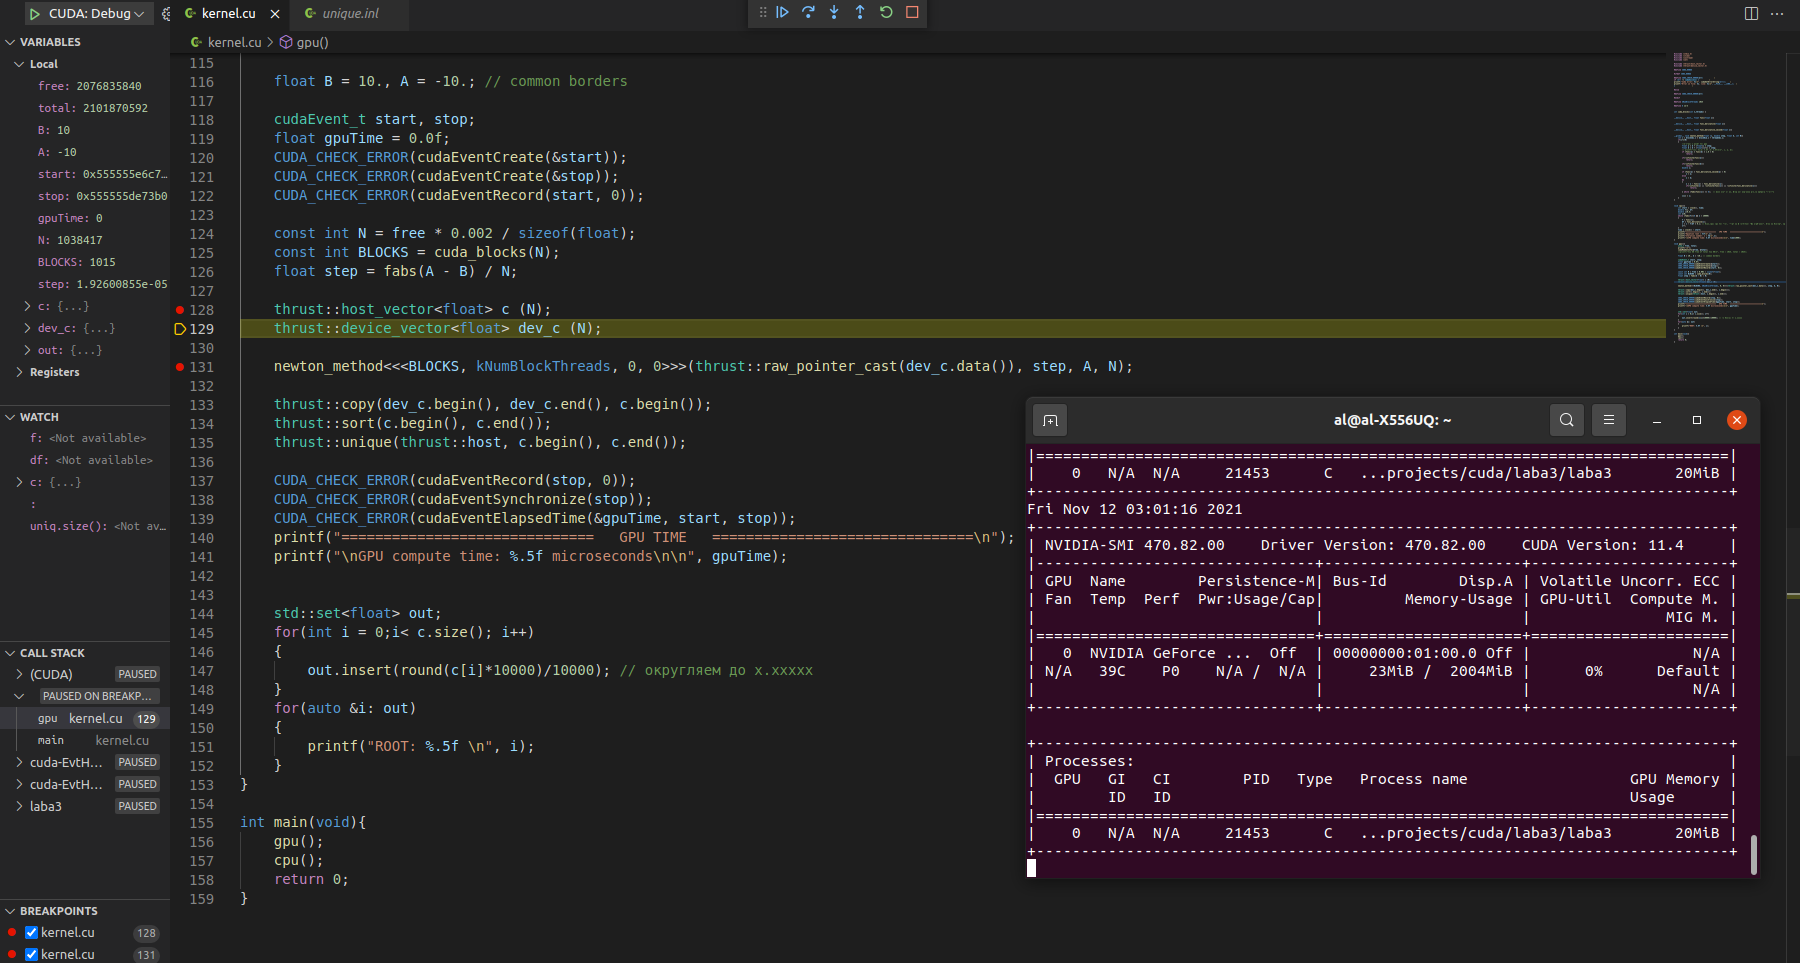 CUDA: Debug
kernel.cu
unique.inl
VARIABLES
Local
free: 2076835840
total: 2101870592
B: 10
A: -10
start: 0x555555e6c7…
stop: 0x555555de73b0
gpuTime: 0
N: 1038417
BLOCKS: 1015
step: 1.92600855e-05
c: {...}
dev_c: {...}
out: {...}
Registers
WATCH
f: <Not available>
df: <Not available>
c: {...}
:
uniq.size(): <Not av…
CALL STACK
(CUDA) PAUSED
PAUSED ON BREAKP…
gpu kernel.cu 129
main kernel.cu
cuda-EvtH… PAUSED
cuda-EvtH… PAUSED
laba3 PAUSED
BREAKPOINTS
kernel.cu 128
kernel.cu 131
kernel.cu > gpu()
115
116 float B = 10., A = -10.; // common borders
117
118 cudaEvent_t start, stop;
119 float gpuTime = 0.0f;
120 CUDA_CHECK_ERROR(cudaEventCreate(&start));
121 CUDA_CHECK_ERROR(cudaEventCreate(&stop));
122 CUDA_CHECK_ERROR(cudaEventRecord(start, 0));
123
124 const int N = free * 0.002 / sizeof(float);
125 const int BLOCKS = cuda_blocks(N);
126 float step = fabs(A - B) / N;
127
128 thrust::host_vector<float> c (N);
129 thrust::device_vector<float> dev_c (N);
130
131 newton_method<<<BLOCKS, kNumBlockThreads, 0, 0>>>(thrust::raw_pointer_cast(dev_c.data()), step, A, N);
132
133 thrust::copy(dev_c.begin(), dev_c.end(), c.begin());
134 thrust::sort(c.begin(), c.end());
135 thrust::unique(thrust::host, c.begin(), c.end());
136
137 CUDA_CHECK_ERROR(cudaEventRecord(stop, 0));
138 CUDA_CHECK_ERROR(cudaEventSynchronize(stop));
139 CUDA_CHECK_ERROR(cudaEventElapsedTime(&gpuTime, start, stop));
140 printf("============================== GPU TIME ===============================\n");
141 printf("\nGPU compute time: %.5f microseconds\n\n", gpuTime);
142
143
144 std::set<float> out;
145 for(int i = 0;i< c.size(); i++)
146 {
147 out.insert(round(c[i]*10000)/10000); // округляем до x.xxxxx
148 }
149 for(auto &i: out)
150 {
151 printf("ROOT: %.5f \n", i);
152 }
153 }
154
155 int main(void){
156 gpu();
157 cpu();
158 return 0;
159 }
al@al-X556UQ: ~
|=============================================================================|
| 0 N/A N/A 21453 C ...projects/cuda/laba3/laba3 20MiB |
+-----------------------------------------------------------------------------+
Fri Nov 12 03:01:16 2021
+-----------------------------------------------------------------------------+
| NVIDIA-SMI 470.82.00 Driver Version: 470.82.00 CUDA Version: 11.4 |
|-------------------------------+----------------------+----------------------+
| GPU Name Persistence-M| Bus-Id Disp.A | Volatile Uncorr. ECC |
| Fan Temp Perf Pwr:Usage/Cap| Memory-Usage | GPU-Util Compute M. |
| | | MIG M. |
|===============================+======================+======================|
| 0 NVIDIA GeForce ... Off | 00000000:01:00.0 Off | N/A |
| N/A 39C P0 N/A / N/A | 23MiB / 2004MiB | 0% Default |
| | | N/A |
+-------------------------------+----------------------+----------------------+
+-----------------------------------------------------------------------------+
| Processes: |
| GPU GI CI PID Type Process name GPU Memory |
| ID ID Usage |
|=============================================================================|
| 0 N/A N/A 21453 C ...projects/cuda/laba3/laba3 20MiB |
+-----------------------------------------------------------------------------+